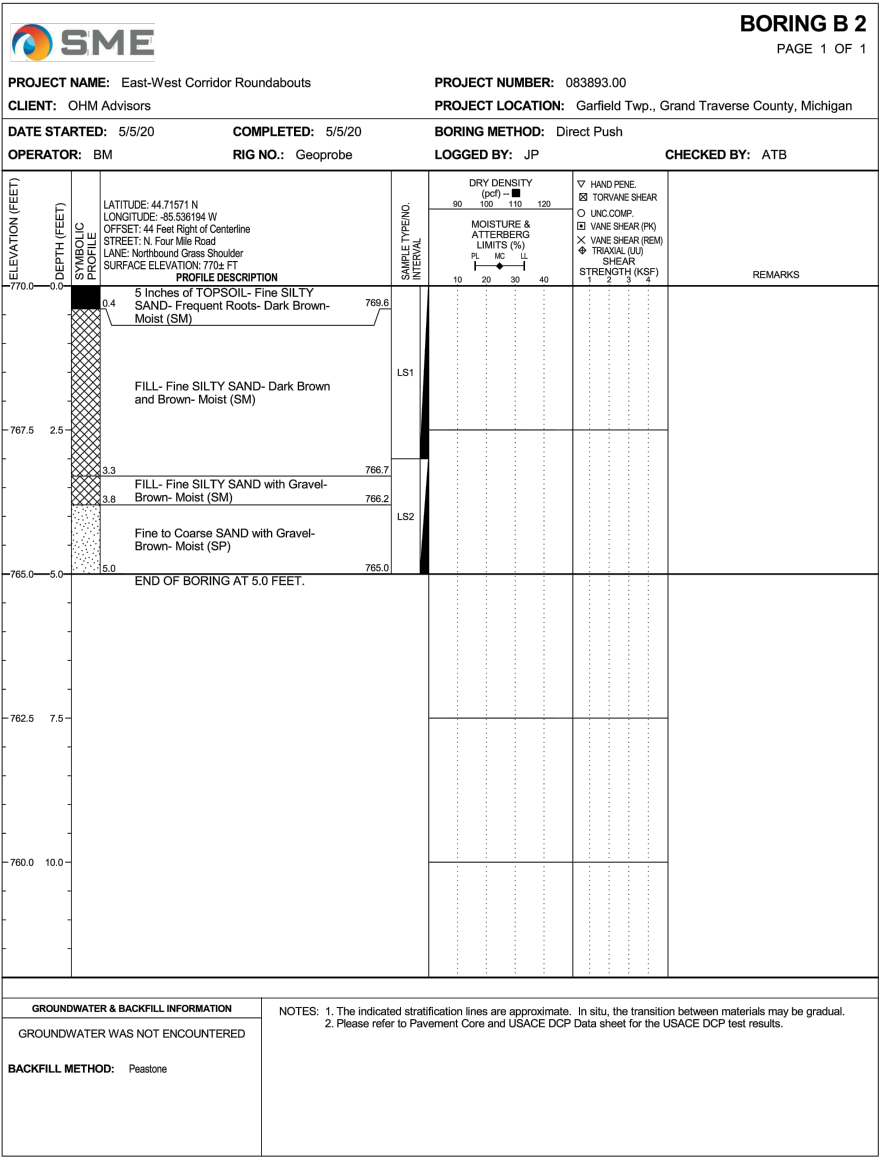 SME
BORING B 2
PAGE 1 OF 1
PROJECT NAME: East-West Corridor Roundabouts
PROJECT NUMBER: 083893.00
CLIENT: OHM Advisors
PROJECT LOCATION: Garfield Twp., Grand Traverse County, Michigan
DATE STARTED: 5/5/20 COMPLETED: 5/5/20 BORING METHOD: Direct Push
OPERATOR: BM RIG NO.: Geoprobe LOGGED BY: JP CHECKED BY: ATB
ELEVATION (FEET)
DEPTH (FEET)
SYMBOLIC
PROFILE
LATITUDE: 44.71571 N
LONGITUDE: -85.536194 W
OFFSET: 44 Feet Right of Centerline
STREET: N. Four Mile Road
LANE: Northbound Grass Shoulder
SURFACE ELEVATION: 770± FT
PROFILE DESCRIPTION
SAMPLE TYPE/NO.
INTERVAL
DRY DENSITY
(pcf) -- ■
90 100 110 120
MOISTURE &
ATTERBERG
LIMITS (%)
PL MC LL
10 20 30 40
▽ HAND PENE.
⊠ TORVANE SHEAR
○ UNC.COMP.
▣ VANE SHEAR (PK)
× VANE SHEAR (REM)
⌖ TRIAXIAL (UU)
SHEAR
STRENGTH (KSF)
1 2 3 4
REMARKS
770.0 0.0
5 Inches of TOPSOIL- Fine SILTY
0.4 SAND- Frequent Roots- Dark Brown- 769.6
Moist (SM)
LS1
FILL- Fine SILTY SAND- Dark Brown
and Brown- Moist (SM)
767.5 2.5
3.3 766.7
FILL- Fine SILTY SAND with Gravel-
3.8 Brown- Moist (SM) 766.2
LS2
Fine to Coarse SAND with Gravel-
Brown- Moist (SP)
5.0 765.0
765.0 5.0
END OF BORING AT 5.0 FEET.
762.5 7.5
760.0 10.0
GROUNDWATER & BACKFILL INFORMATION
GROUNDWATER WAS NOT ENCOUNTERED
BACKFILL METHOD: Peastone
NOTES: 1. The indicated stratification lines are approximate. In situ, the transition between materials may be gradual.
2. Please refer to Pavement Core and USACE DCP Data sheet for the USACE DCP test results.